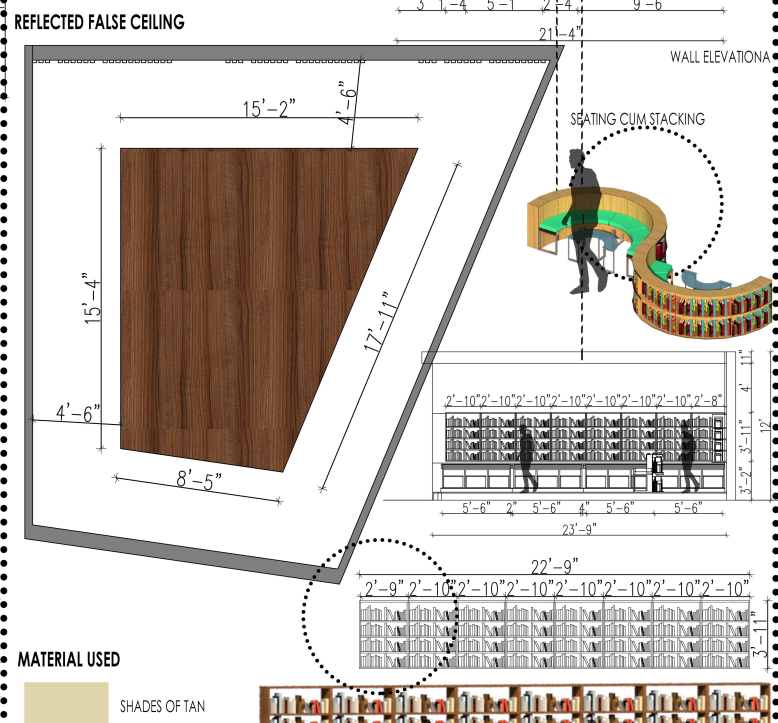 REFLECTED FALSE CEILING
3' 1'-4" 5'-1" 2'-4" 9'-6"
21'-4"
WALL ELEVATIONA
15'-2"
4'-6"
SEATING CUM STACKING
15'-4"
17'-11"
4'-6"
8'-5"
11"
4'
3'-11"
3'-2"
12'
2'-10" 2'-10" 2'-10" 2'-10" 2'-10" 2'-10" 2'-10" 2'-8"
5'-6" 2" 5'-6" 4" 5'-6" 5'-6"
23'-9"
22'-9"
2'-9" 2'-10" 2'-10" 2'-10" 2'-10" 2'-10" 2'-10" 2'-10"
3'-11"
MATERIAL USED
SHADES OF TAN